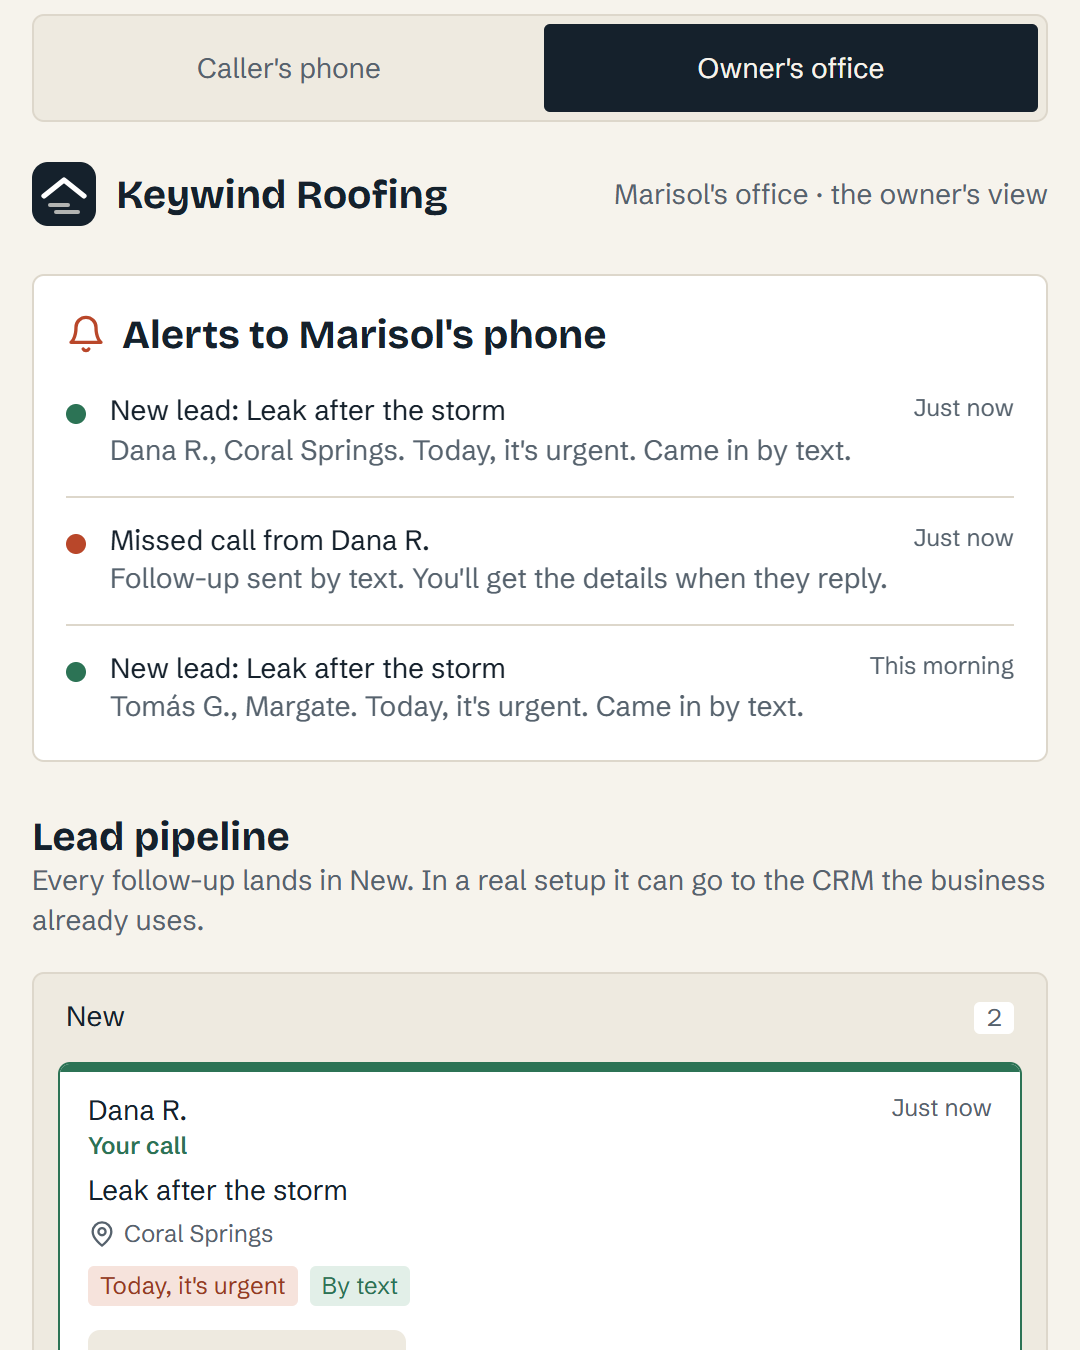 Caller's phone
Owner's office
Keywind Roofing
Marisol's office · the owner's view
Alerts to Marisol's phone
New lead: Leak after the storm
Just now
Dana R., Coral Springs. Today, it's urgent. Came in by text.
Missed call from Dana R.
Just now
Follow-up sent by text. You'll get the details when they reply.
New lead: Leak after the storm
This morning
Tomás G., Margate. Today, it's urgent. Came in by text.
Lead pipeline
Every follow-up lands in New. In a real setup it can go to the CRM the business
already uses.
New
2
Dana R.
Just now
Your call
Leak after the storm
Coral Springs
Today, it's urgent
By text